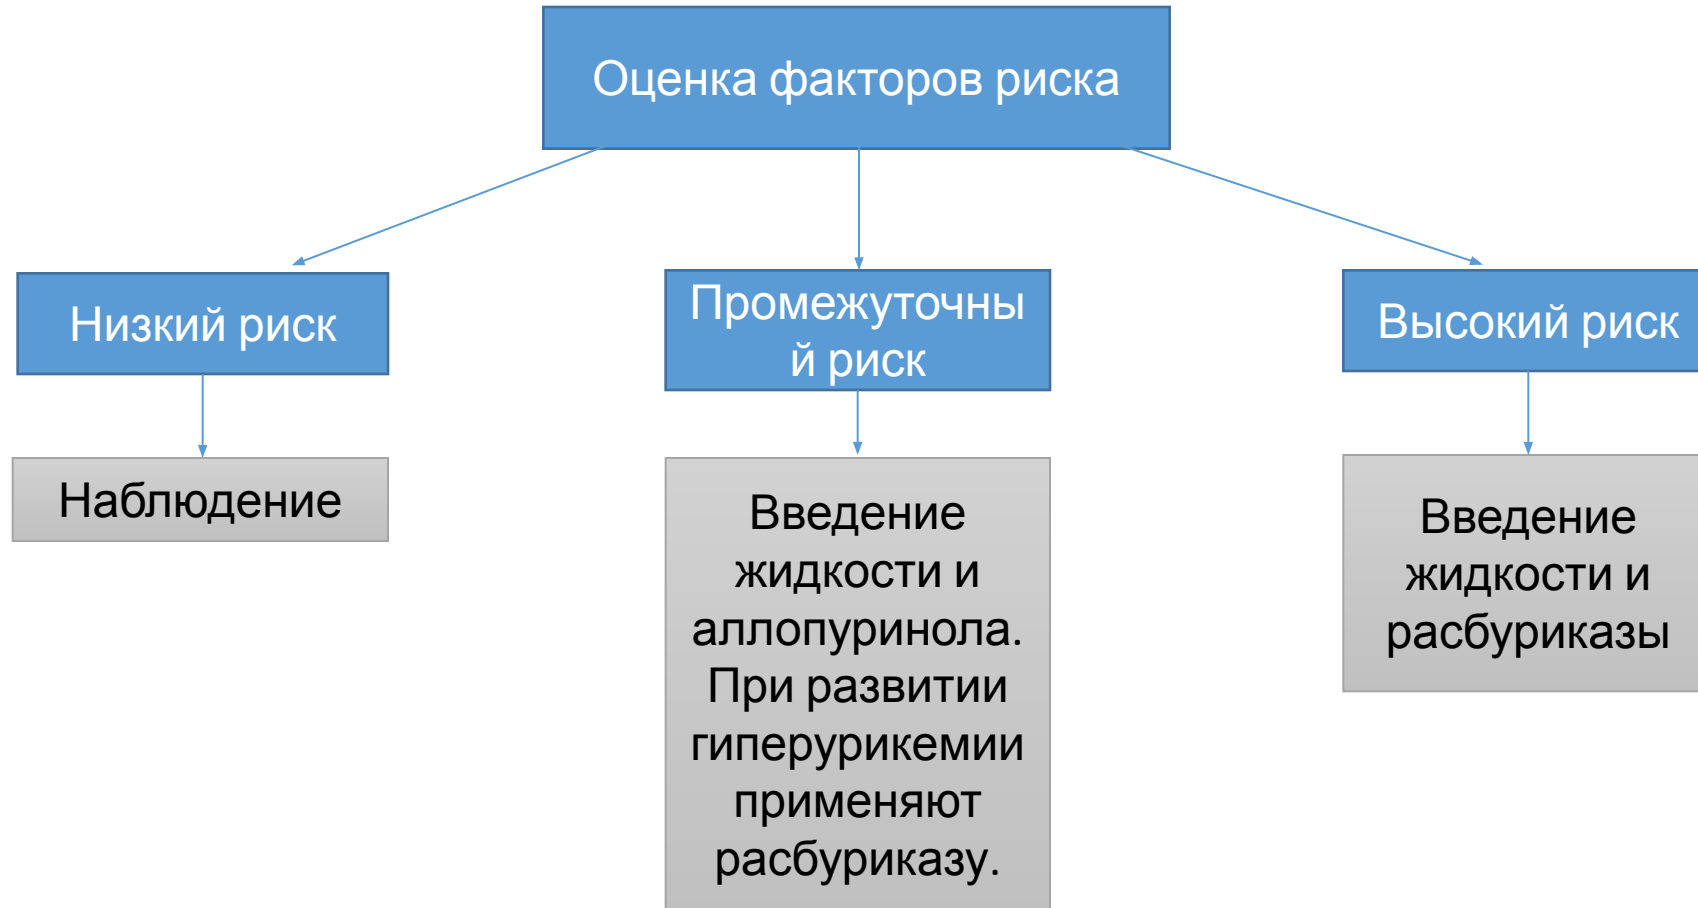 Оценка факторов риска
Низкий риск
Промежуточны
й риск
Высокий риск
Наблюдение
Введение
жидкости и
аллопуринола.
При развитии
гиперурикемии
применяют
расбуриказу.
Введение
жидкости и
расбуриказы